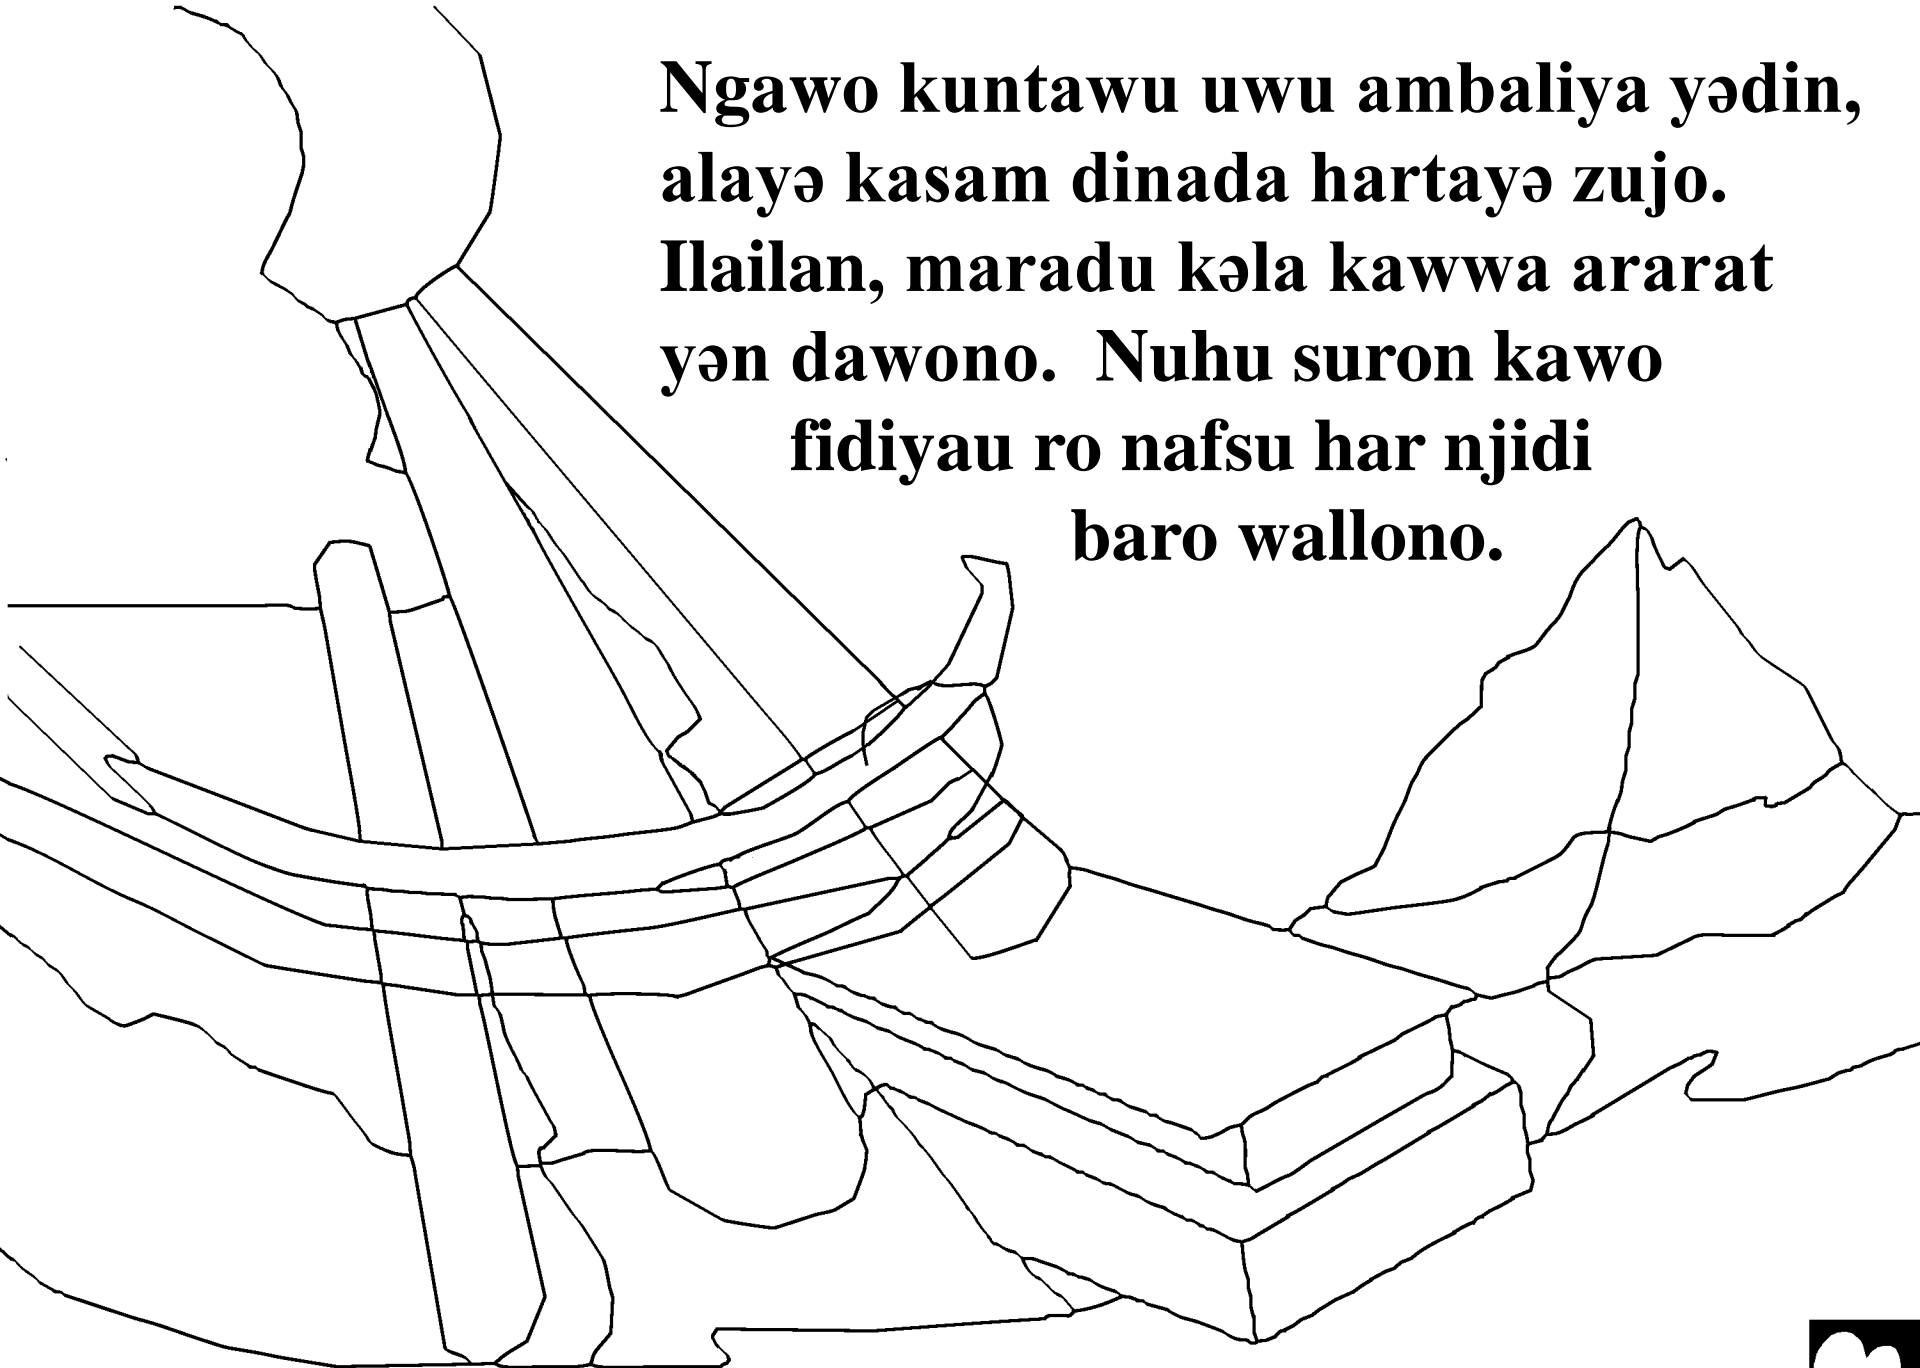 Ngawo kuntawu uwu ambaliya yədin,
alayə kasam dinada hartayə zujo.
Ilailan, maradu kəla kawwa ararat
yən dawono.  Nuhu suron kawo
fidiyau ro nafsu har njidi
baro wallono.